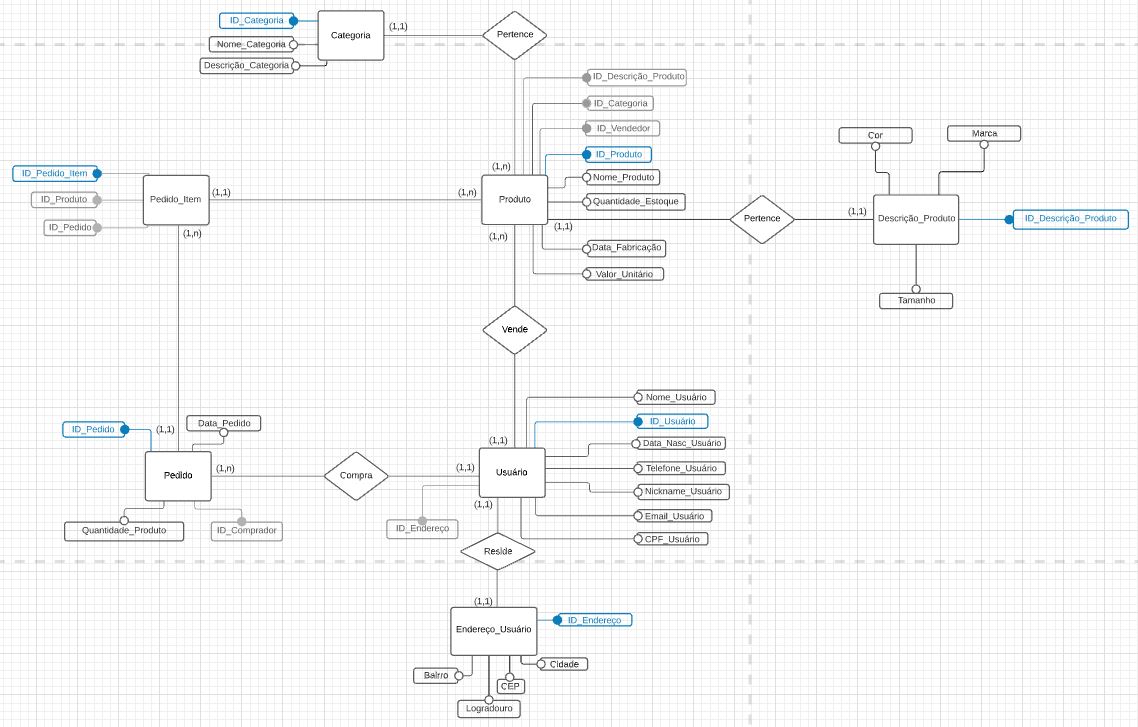 ID_Categoria
Categoria
(1,1)
Pertence
Nome_Categoria
Descrição_Categoria
ID_Descrição_Produto
ID_Categoria
ID_Vendedor
ID_Produto
Nome_Produto
Quantidade_Estoque
Data_Fabricação
Valor_Unitário
(1,n)
(1,n)
Produto
(1,n)
(1,1)
Pertence
(1,1)
Cor
Marca
Descrição_Produto
ID_Descrição_Produto
Tamanho
ID_Pedido_Item
ID_Produto
ID_Pedido
Pedido_Item
(1,1)
(1,n)
Vende
ID_Pedido
(1,1)
Data_Pedido
Pedido
(1,n)
Quantidade_Produto
ID_Comprador
Compra
(1,1)
(1,1)
Usuário
Nome_Usuário
ID_Usuário
Data_Nasc_Usuário
Telefone_Usuário
Nickname_Usuário
Email_Usuário
CPF_Usuário
ID_Endereço
(1,1)
Reside
(1,1)
Endereço_Usuário
ID_Endereço
Bairro
Logradouro
CEP
Cidade